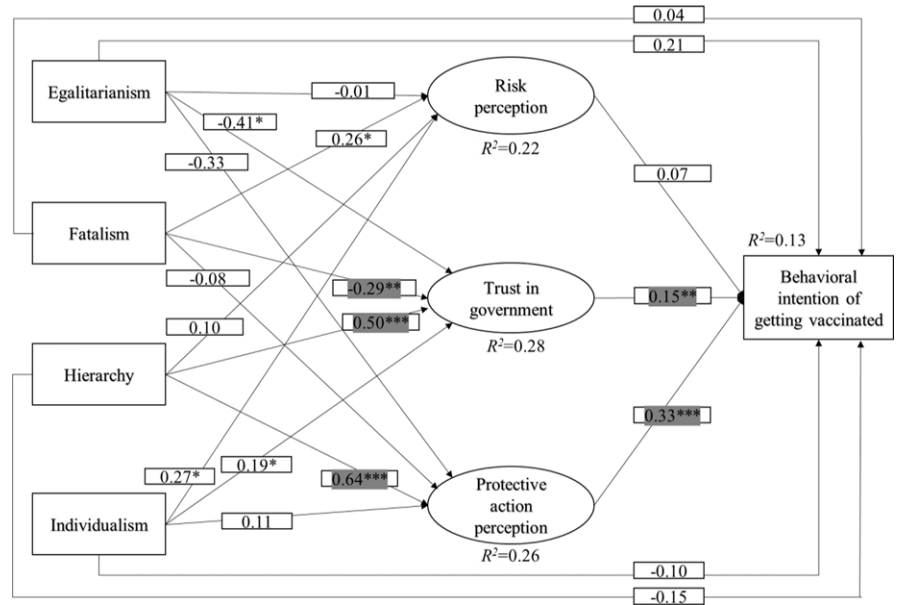 0.04
0.21
Egalitarianism
-0.01
Risk
perception
-0.41*
0.26*
R²=0.22
-0.33
0.07
Fatalism
R²=0.13
-0.08
-0.29**
Trust in
government
0.15**
Behavioral
intention of
getting vaccinated
0.10
0.50***
R²=0.28
Hierarchy
0.33***
0.27*
0.19*
0.64***
Protective
action
perception
Individualism
0.11
R²=0.26
-0.10
-0.15